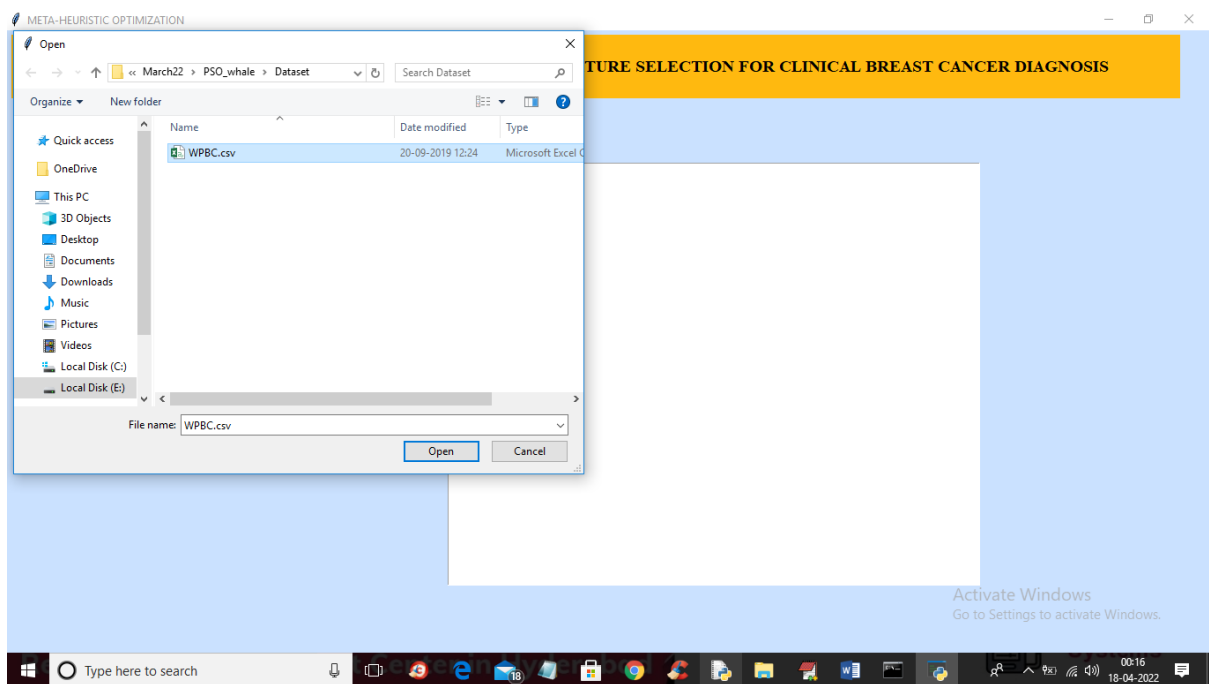 META-HEURISTIC OPTIMIZATION
Open
TURE SELECTION FOR CLINICAL BREAST CANCER DIAGNOSIS
« March22 > PSO_whale > Dataset
Search Dataset
Organize
New folder
Name
Date modified
Type
Quick access
WPBC.csv
20-09-2019 12:24
Microsoft Excel C
OneDrive
This PC
3D Objects
Desktop
Documents
Downloads
Music
Pictures
Videos
Local Disk (C:)
Local Disk (E:)
File name:
WPBC.csv
Open
Cancel
Activate Windows
Go to Settings to activate Windows.
Type here to search
18
00:16
18-04-2022